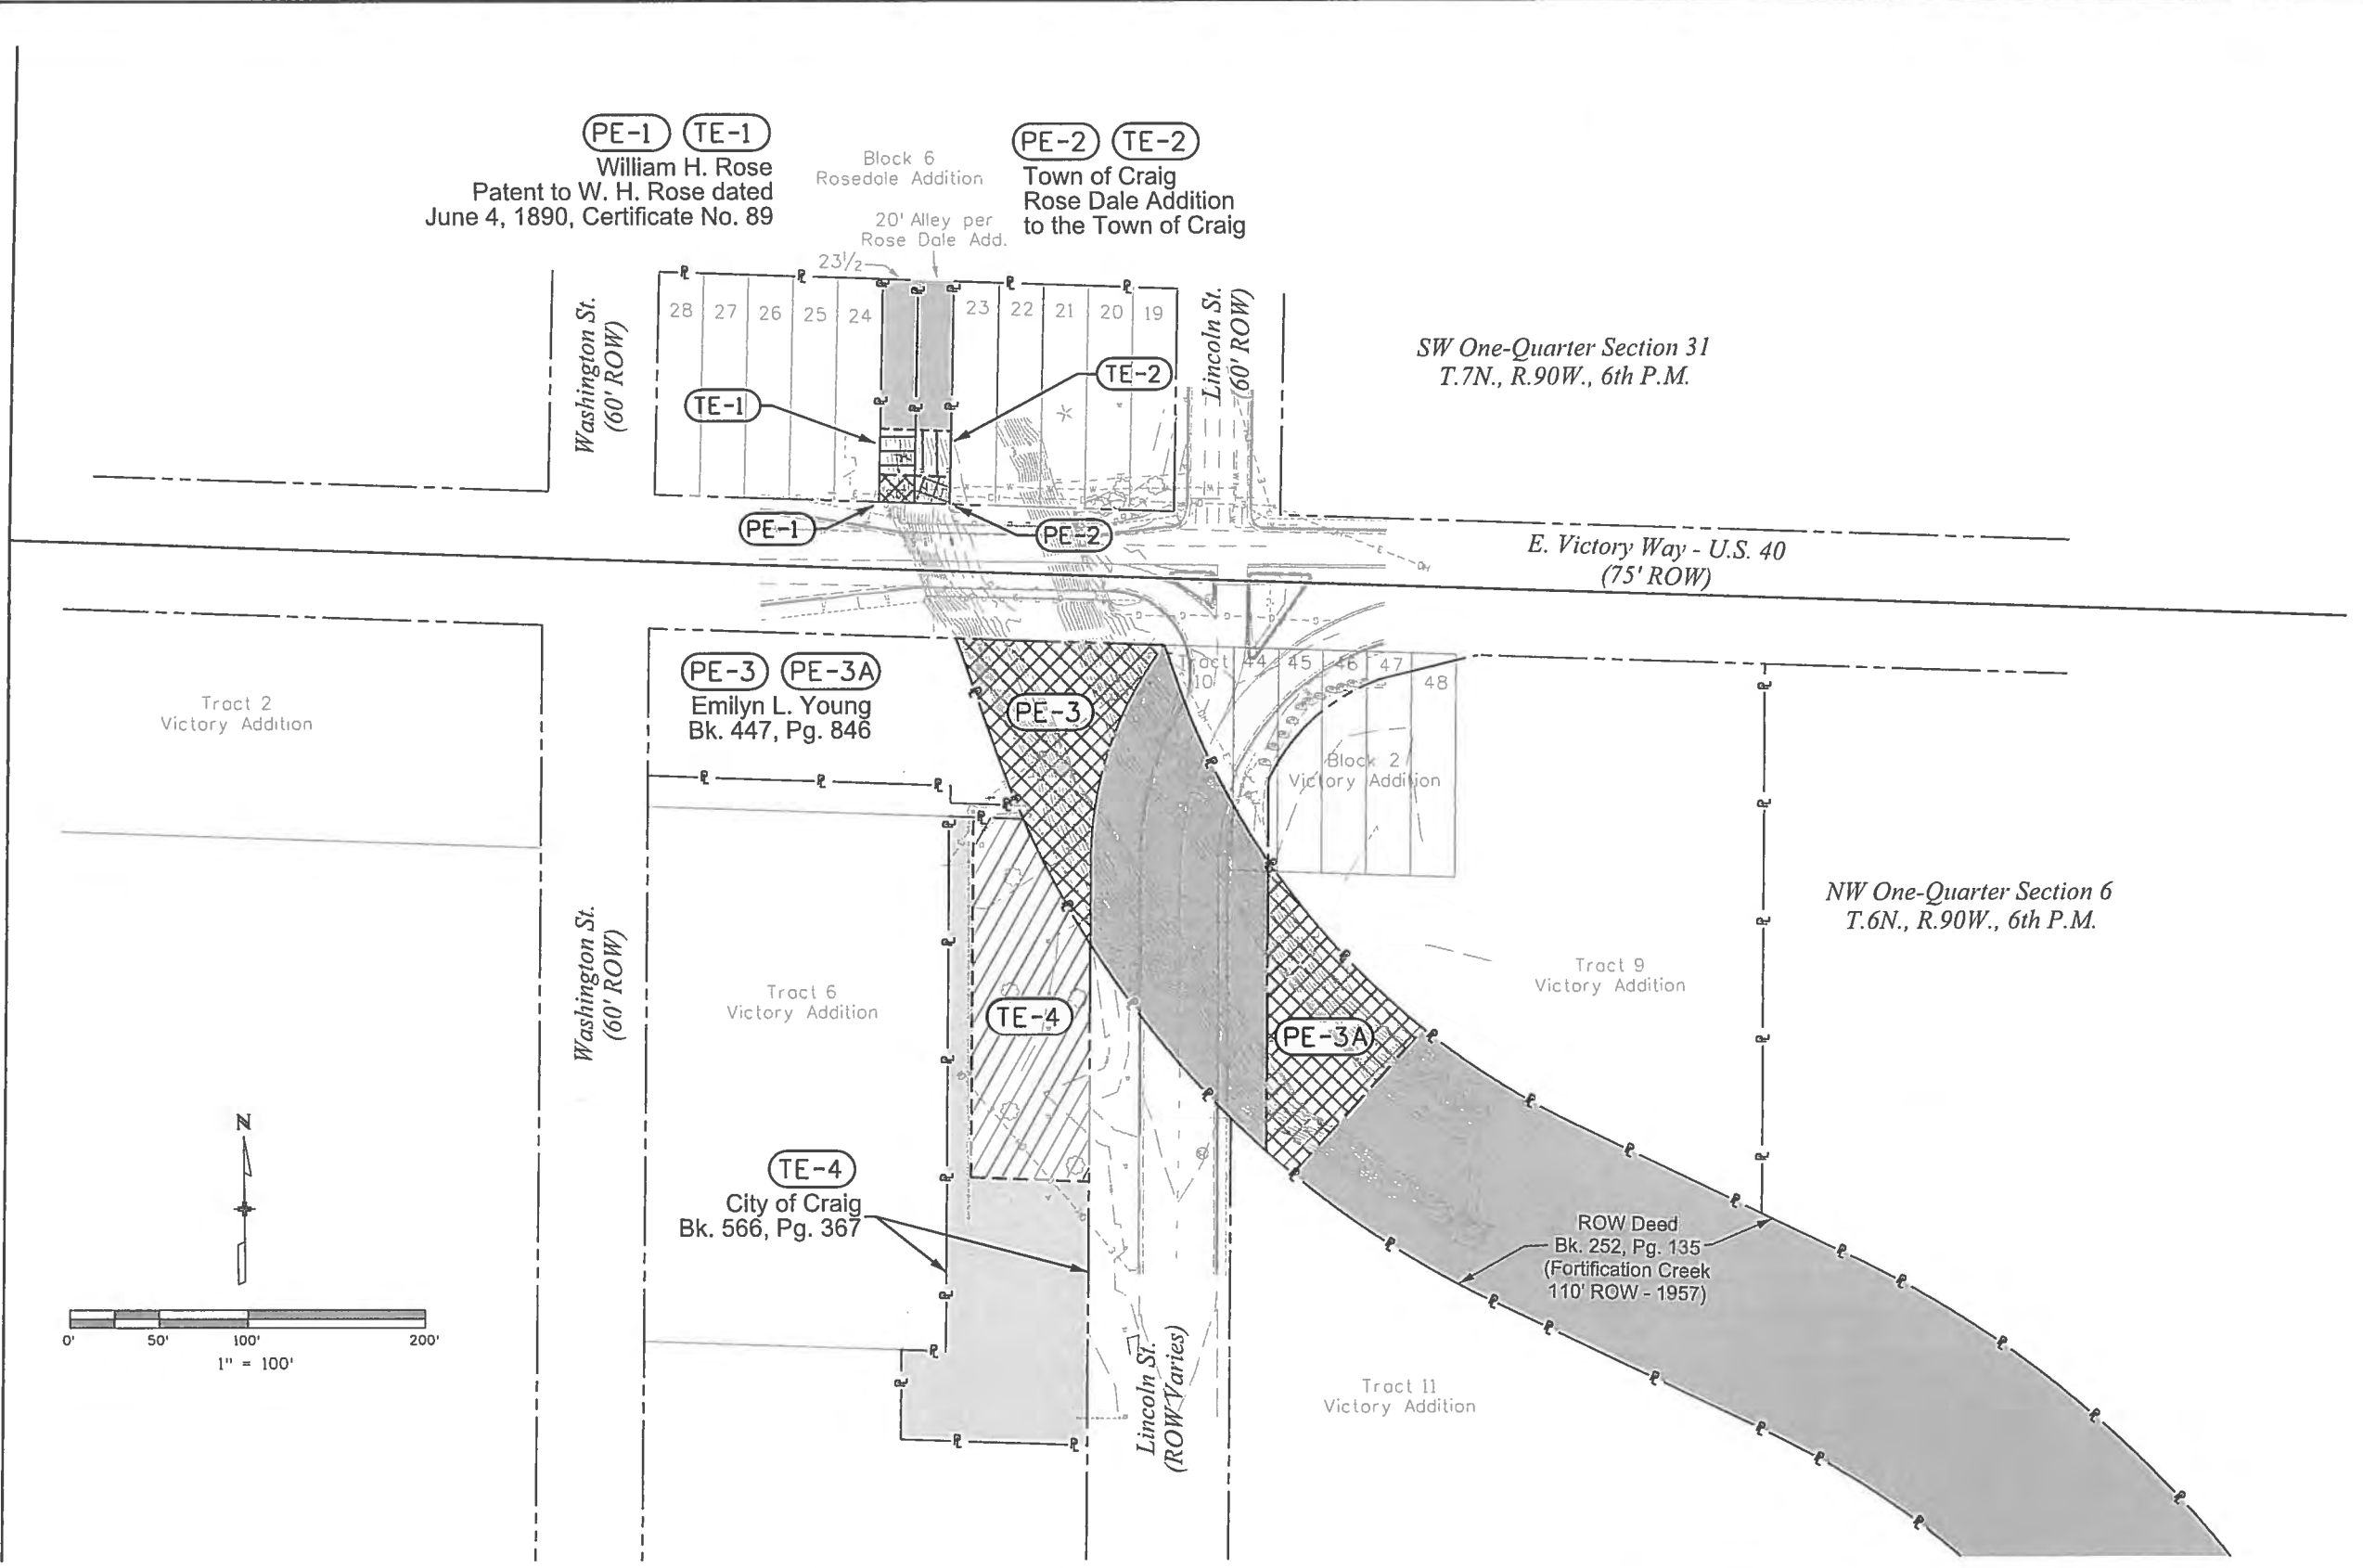 PE-1 TE-1
William H. Rose
Patent to W. H. Rose dated
June 4, 1890, Certificate No. 89
Block 6
Rosedale Addition
20' Alley per
Rose Dale Add.
23½
PE-2 TE-2
Town of Craig
Rose Dale Addition
to the Town of Craig
28 27 26 25 24 23 22 21 20 19
Washington St.
(60' ROW)
Lincoln St.
(60' ROW)
SW One-Quarter Section 31
T.7N., R.90W., 6th P.M.
TE-1
TE-2
PE-1
PE-2
E. Victory Way - U.S. 40
(75' ROW)
Tract 2
Victory Addition
PE-3 PE-3A
Emilyn L. Young
Bk. 447, Pg. 846
PE-3
Tract
10
44 45 46 47
48
Block 2
Victory Addition
NW One-Quarter Section 6
T.6N., R.90W., 6th P.M.
Washington St.
(60' ROW)
Tract 6
Victory Addition
TE-4
PE-3A
Tract 9
Victory Addition
N
TE-4
City of Craig
Bk. 566, Pg. 367
ROW Deed
Bk. 252, Pg. 135
(Fortification Creek
110' ROW - 1957)
0' 50' 100' 200'
1" = 100'
Lincoln St.
(ROW Varies)
Tract 11
Victory Addition